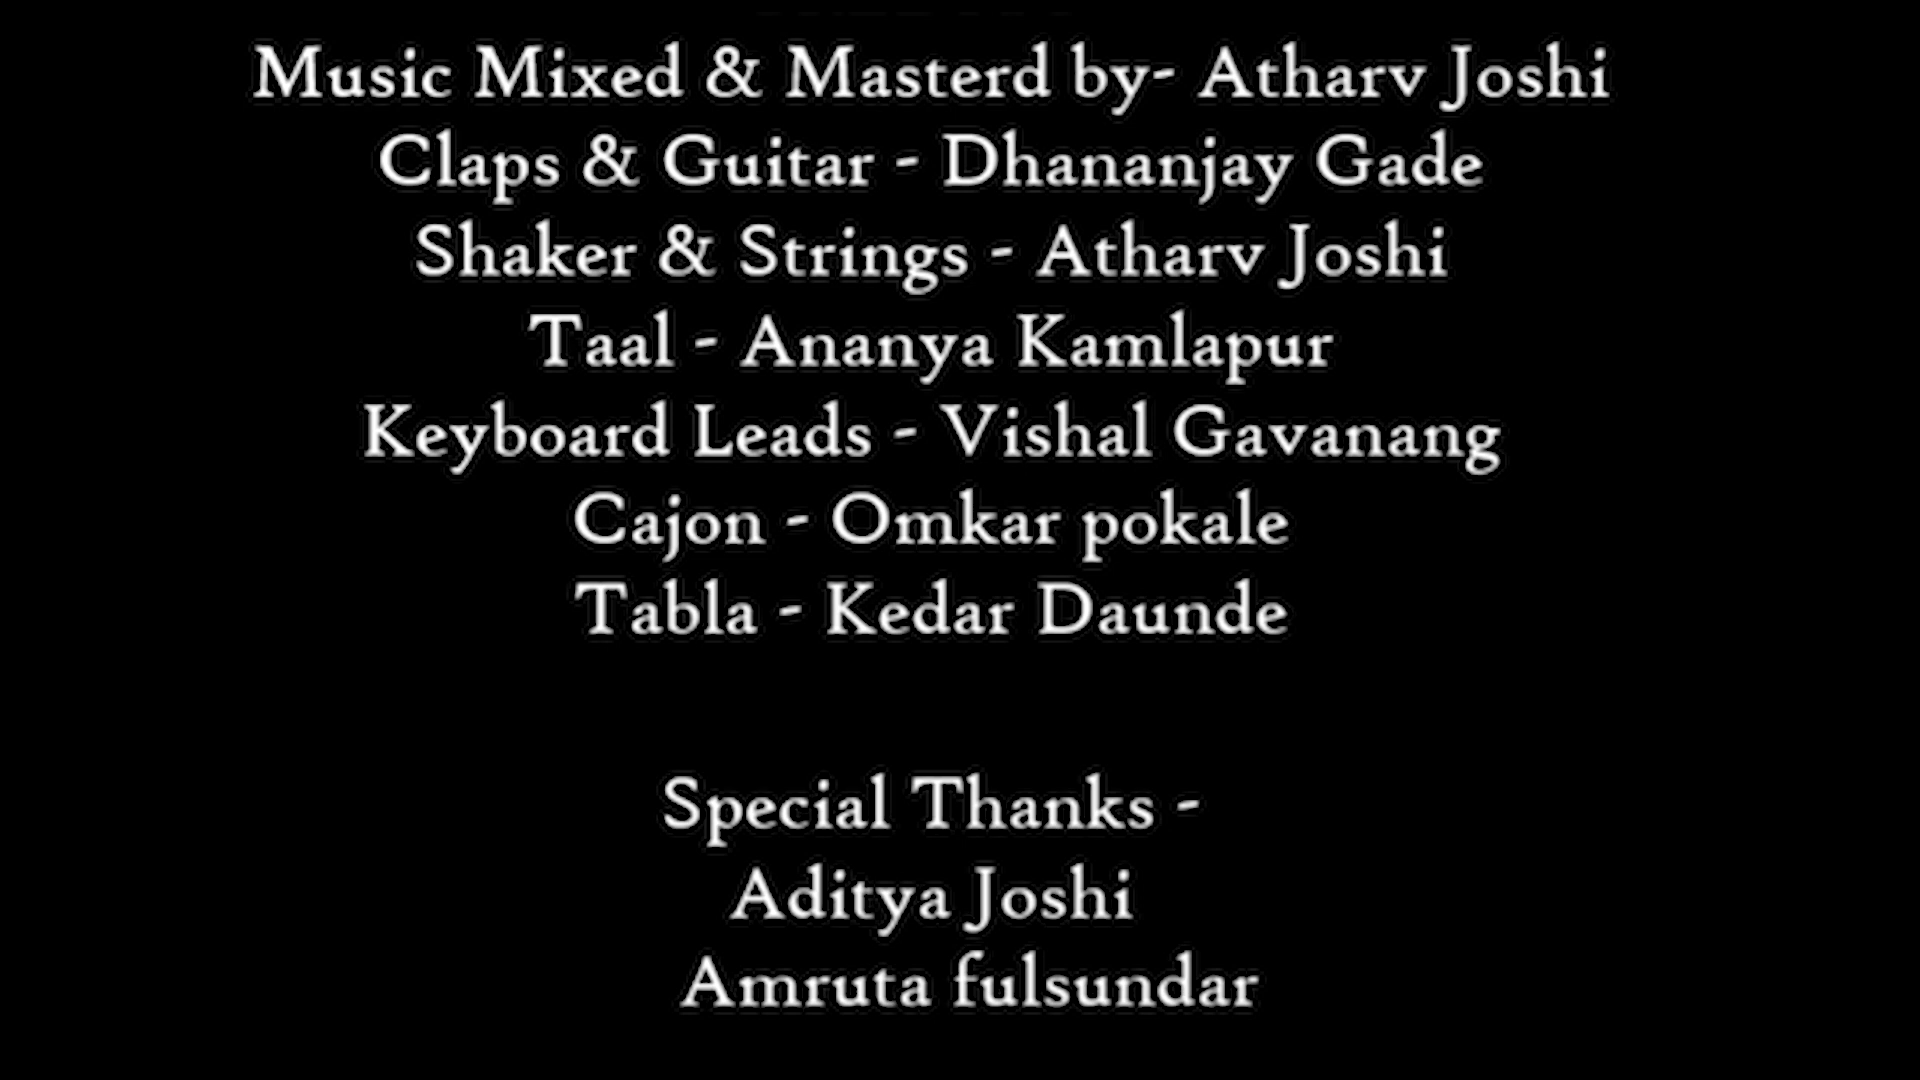 Music Mixed & Masterd by- Atharv Joshi
Claps & Guitar - Dhananjay Gade
Shaker & Strings - Atharv Joshi
Taal - Ananya Kamlapur
Keyboard Leads - Vishal Gavanang
Cajon - Omkar pokale
Tabla - Kedar Daunde
Special Thanks -
Aditya Joshi
Amruta fulsundar